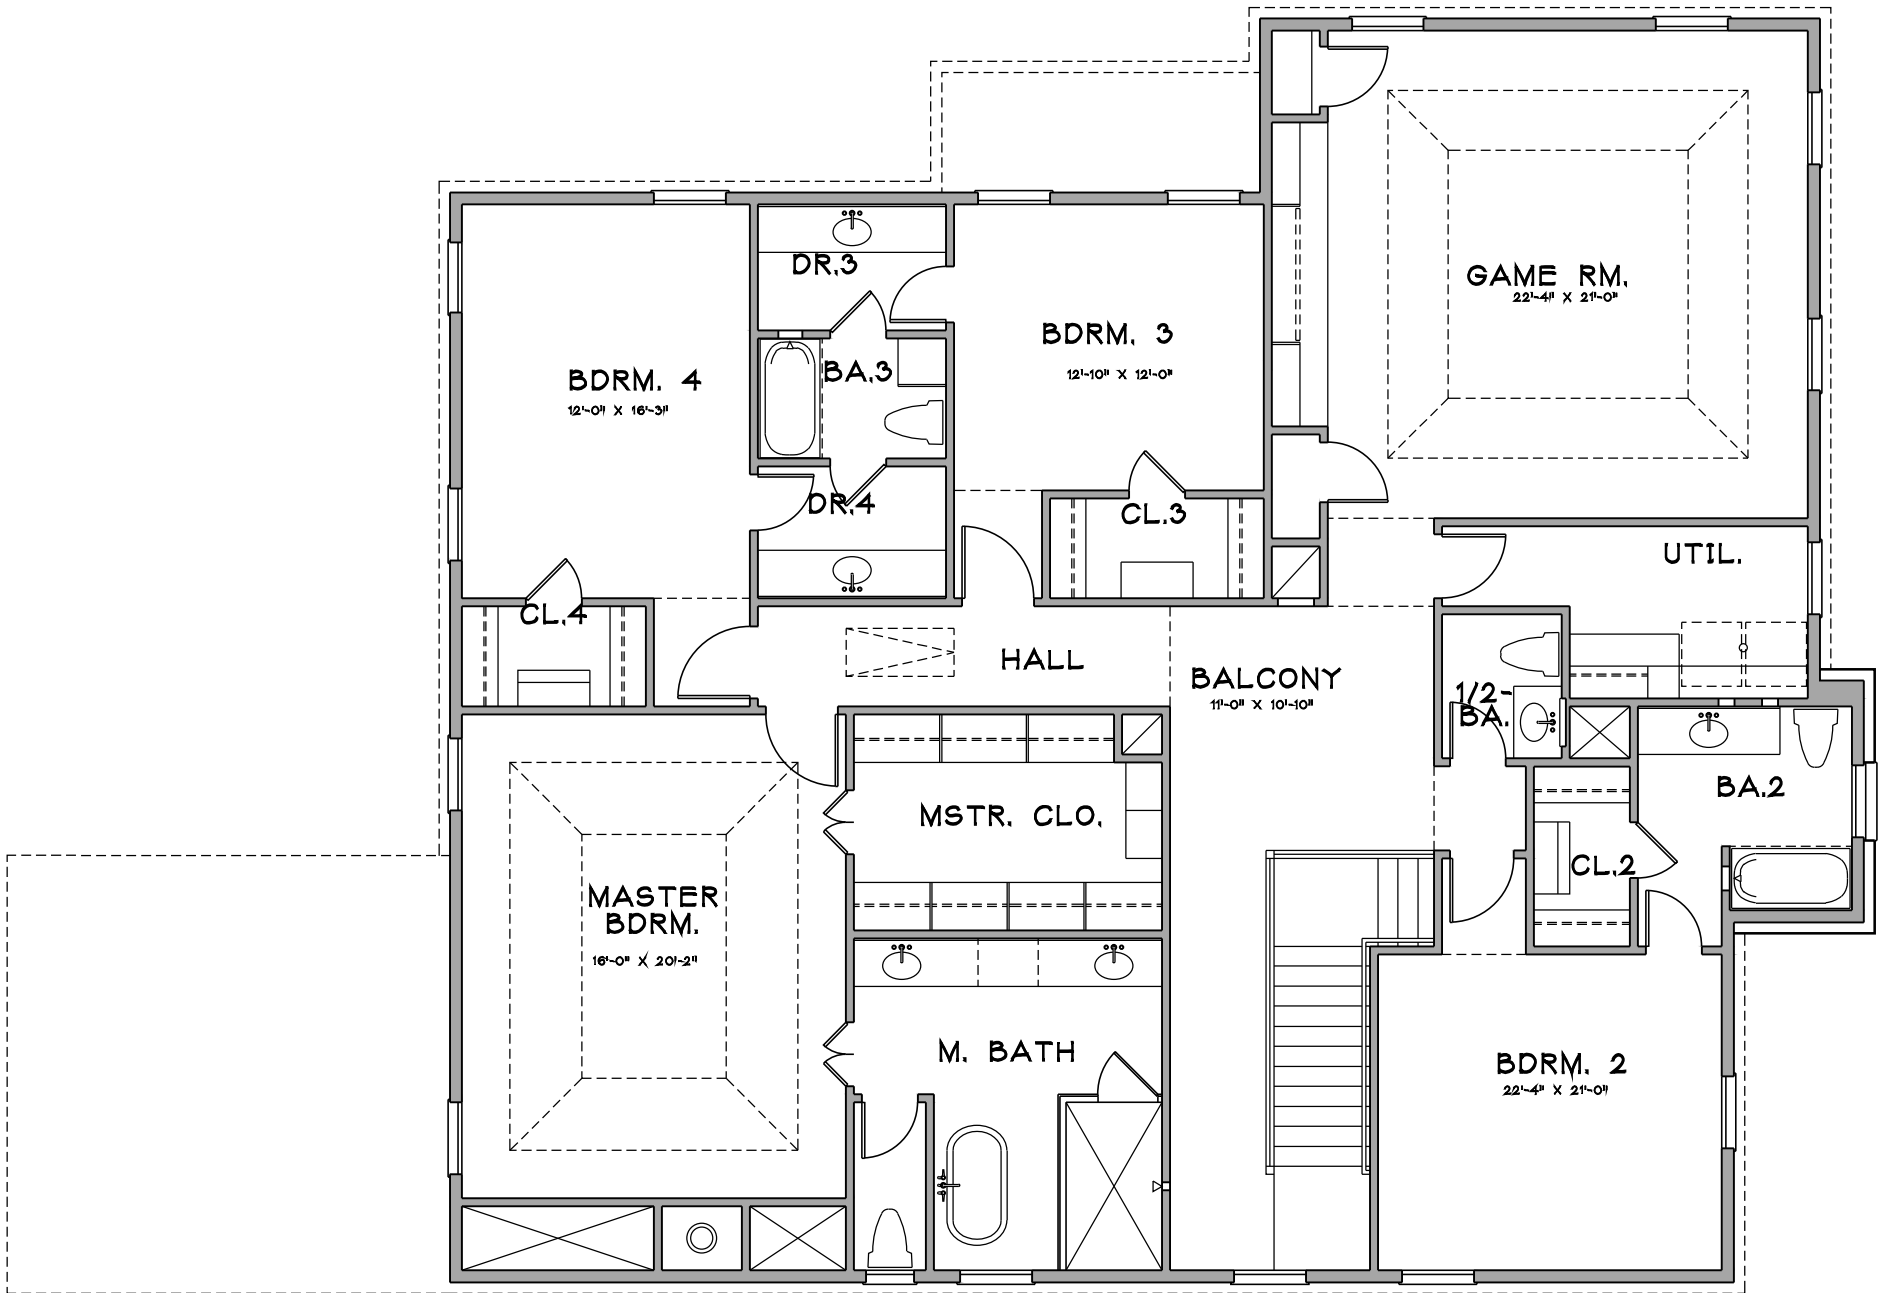 GAME RM.
22'-4" X 21'-0"
DR.3
BDRM. 3
12'-10" X 12'-0"
BA.3
BDRM. 4
12'-0" X 16'-3"
DR.4
CL.3
UTIL.
CL.4
HALL
BALCONY
11'-0" X 10'-10"
1/2-
BA.
BA.2
MSTR. CLO.
CL.2
MASTER
BDRM.
16'-0" X 20'-2"
M. BATH
BDRM. 2
22'-4" X 21'-0"